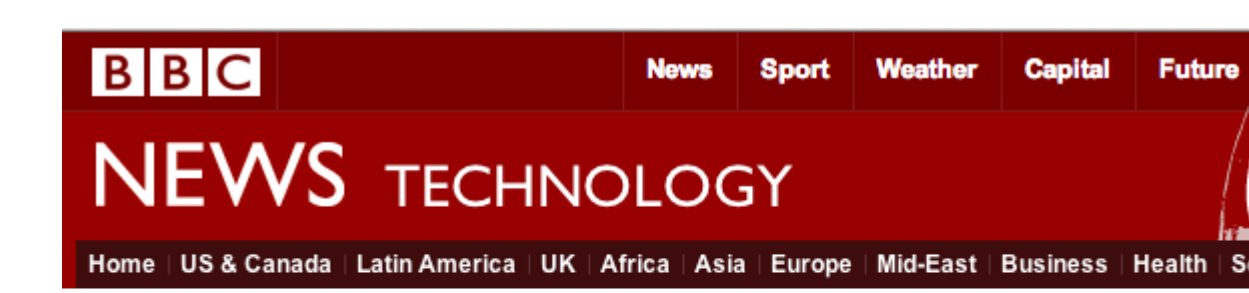 BBC News Sport Weather Capital Future
NEWS TECHNOLOGY
Home US & Canada Latin America UK Africa Asia Europe Mid-East Business Health